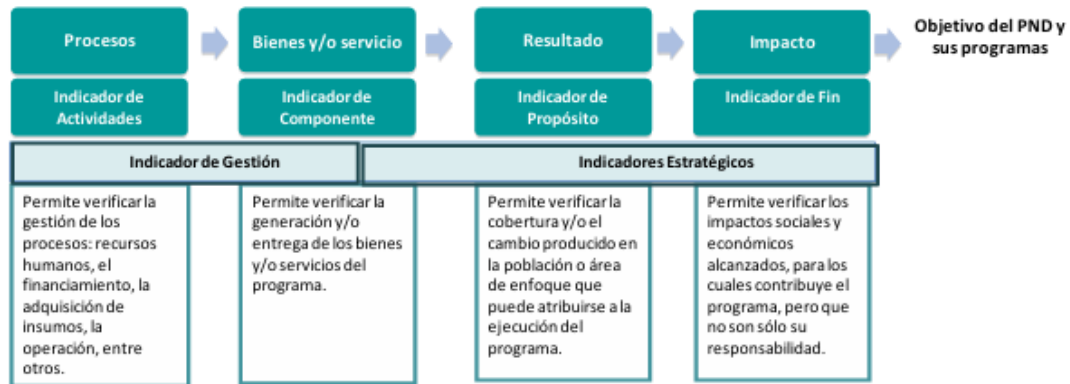 Procesos
Bienes y/o servicio
Resultado
Impacto
Objetivo del PND y
sus programas
Indicador de
Actividades
Indicador de
Componente
Indicador de
Propósito
Indicador de Fin
Indicador de Gestión
Indicadores Estratégicos
Permite verificar la
gestión de los
procesos: recursos
humanos, el
financiamiento, la
adquisición de
insumos, la
operación, entre
otros.
Permite verificar la
generación y/o
entrega de los bienes
y/o servicios del
programa.
Permite verificar la
cobertura y/o el
cambio producido en
la población o área
de enfoque que
puede atribuirse a la
ejecución del
programa.
Permite verificar los
impactos sociales y
económicos
alcanzados, para los
cuales contribuye el
programa, pero que
no son sólo su
responsabilidad.